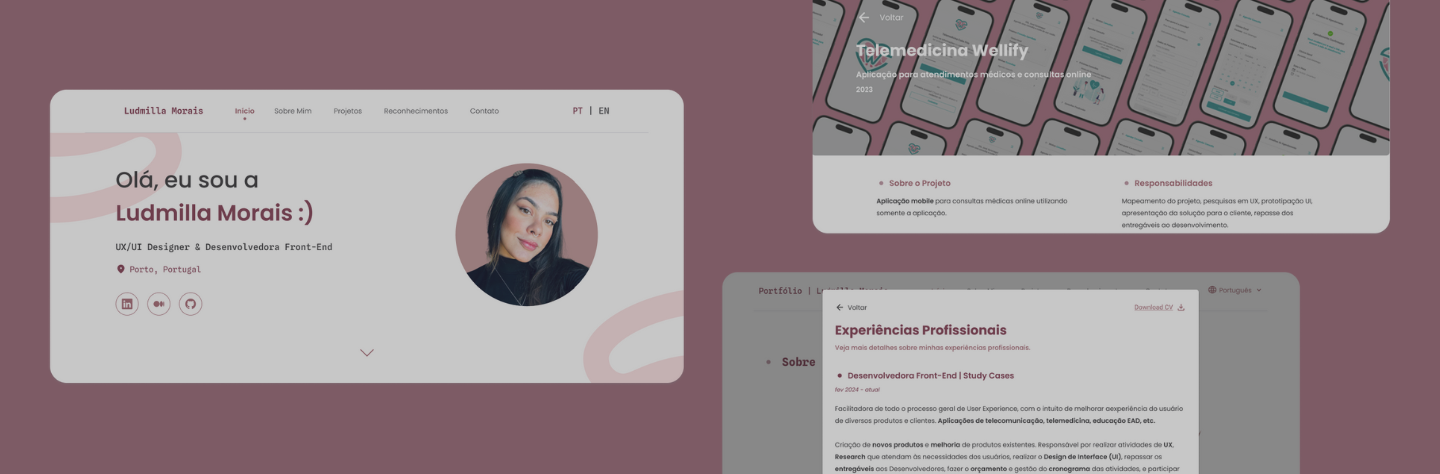 Ludmilla Morais
Início
Sobre Mim
Projetos
Reconhecimentos
Contato
PT | EN
Olá, eu sou a
Ludmilla Morais :)
UX/UI Designer & Desenvolvedora Front-End
Porto, Portugal
Voltar
Telemedicina Wellify
Aplicação para atendimentos médicos e consultas online
2023
Sobre o Projeto
Aplicação mobile para consultas médicas online utilizando
somente a aplicação.
Responsabilidades
Mapeamento do projeto, pesquisas em UX, prototipação UI,
apresentação da solução para o cliente, repasse dos
entregáveis ao desenvolvimento.
Portfólio |
Português
Sobre
Voltar
Download CV
Experiências Profissionais
Veja mais detalhes sobre minhas experiências profissionais.
Desenvolvedora Front-End | Study Cases
fev 2024 - atual
Facilitadora de todo o processo geral de User Experience, com o intuito de melhorar aexperiência do usuário
de diversos produtos e clientes. Aplicações de telecomunicação, telemedicina, educação EAD, etc.
Criação de novos produtos e melhoria de produtos existentes. Responsável por realizar atividades de UX.
Research que atendam às necessidades dos usuários, realizar o Design de Interface (UI), repassar os
entregáveis aos Desenvolvedores, fazer o orçamento e gestão do cronograma das atividades, e participar